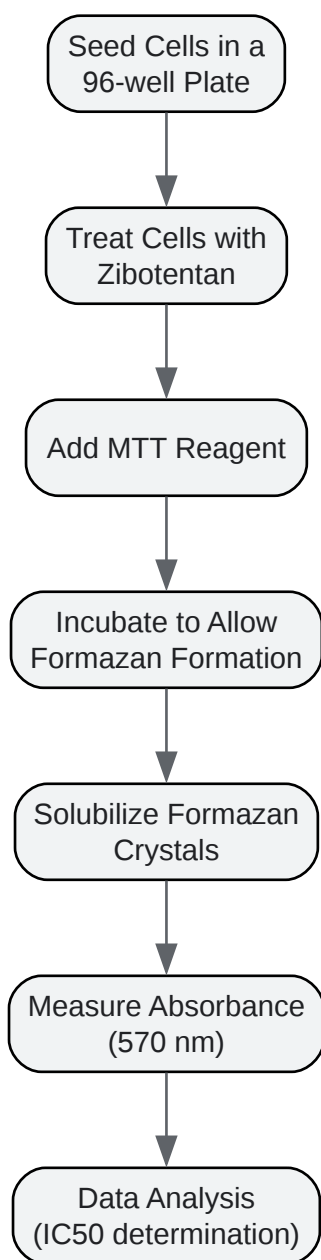 Seed Cells in a
96-well Plate
Treat Cells with
Zibotentan
Add MTT Reagent
Incubate to Allow
Formazan Formation
Solubilize Formazan
Crystals
Measure Absorbance
(570 nm)
Data Analysis
(IC50 determination)